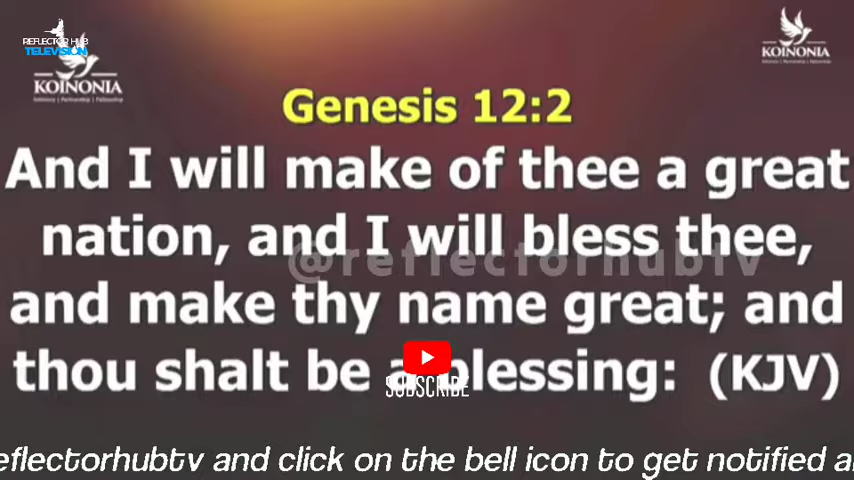 REFLECTOR HUB
TELEVISION
KOINONIA
KOINONIA
Genesis 12:2
And I will make of thee a great
nation, and I will bless thee,
@reflectorhubtv
and make thy name great; and
thou shalt be a blessing: (KJV)
SUBSCRIBE
eflectorhubtv and click on the bell icon to get notified a